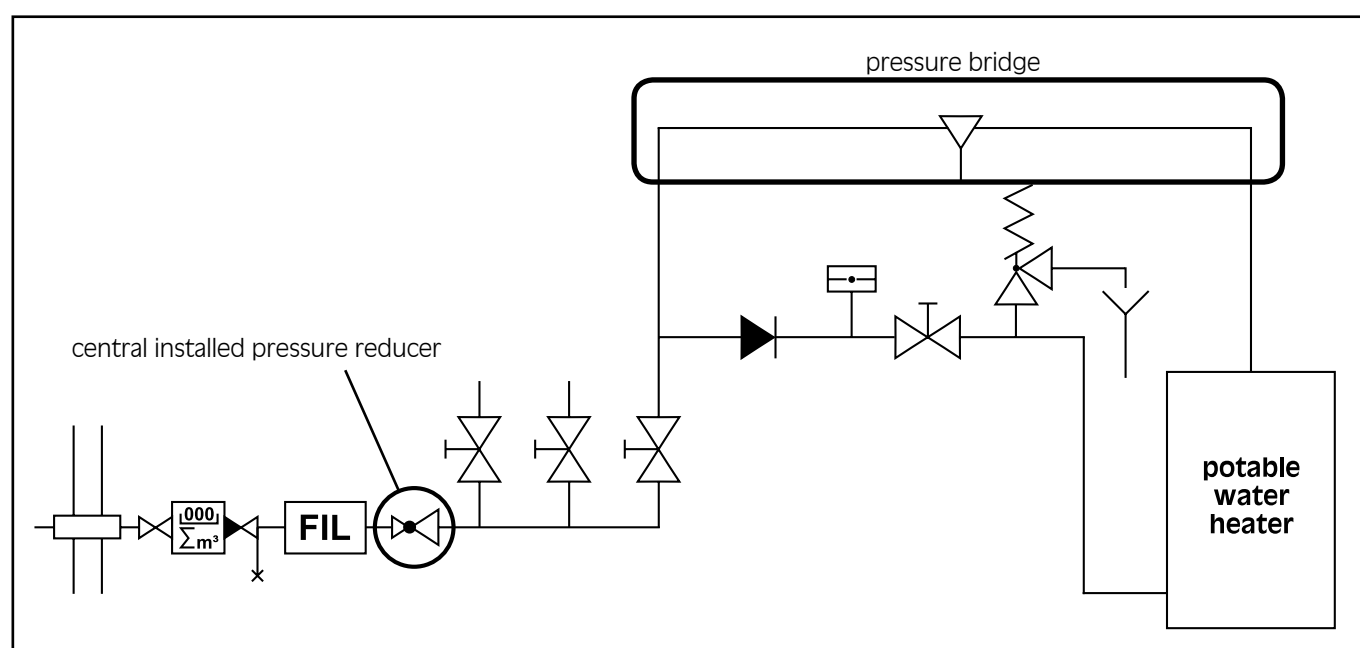 pressure bridge
central installed pressure reducer
000
∑m³
FIL
potable
water
heater